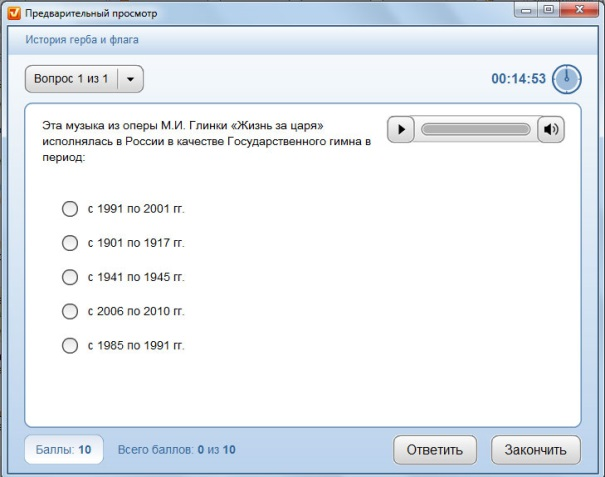 Предварительный просмотр
История герба и флага
Вопрос 1 из 1
00:14:53
Эта музыка из оперы М.И. Глинки «Жизнь за царя»
исполнялась в России в качестве Государственного гимна в
период:
с 1991 по 2001 гг.
с 1901 по 1917 гг.
с 1941 по 1945 гг.
с 2006 по 2010 гг.
с 1985 по 1991 гг.
Баллы: 10
Всего баллов: 0 из 10
Ответить
Закончить